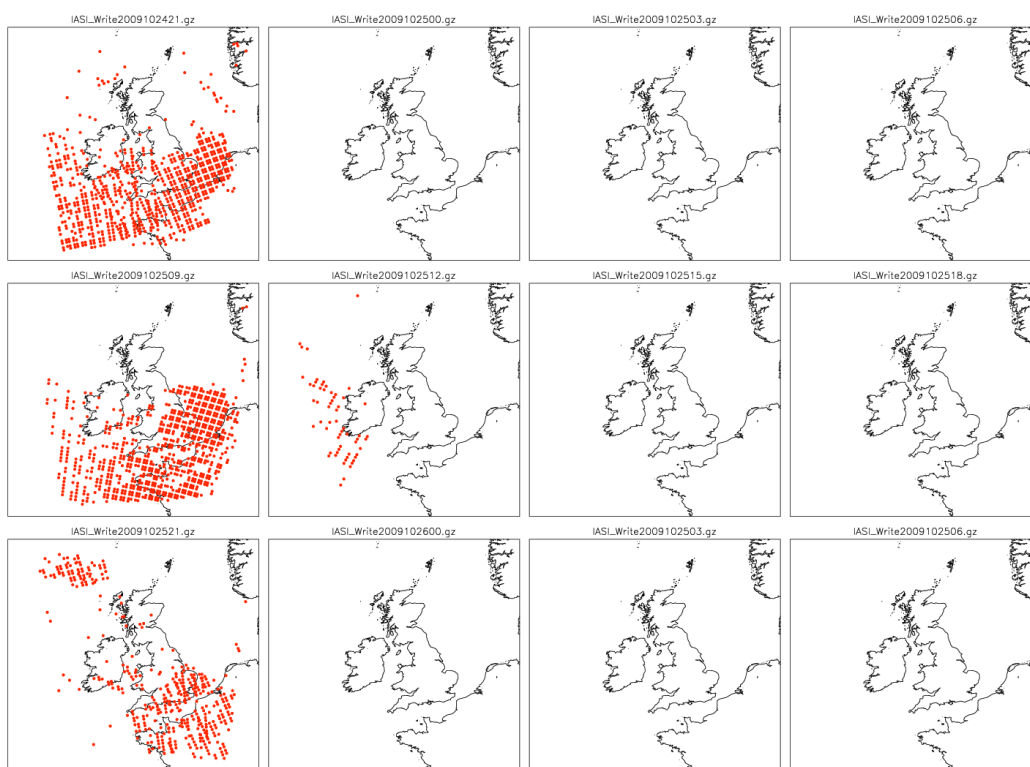 IASI_Write2009102421.gz
IASI_Write2009102500.gz
IASI_Write2009102503.gz
IASI_Write2009102506.gz
IASI_Write2009102509.gz
IASI_Write2009102512.gz
IASI_Write2009102515.gz
IASI_Write2009102518.gz
IASI_Write2009102521.gz
IASI_Write2009102600.gz
IASI_Write2009102503.gz
IASI_Write2009102506.gz